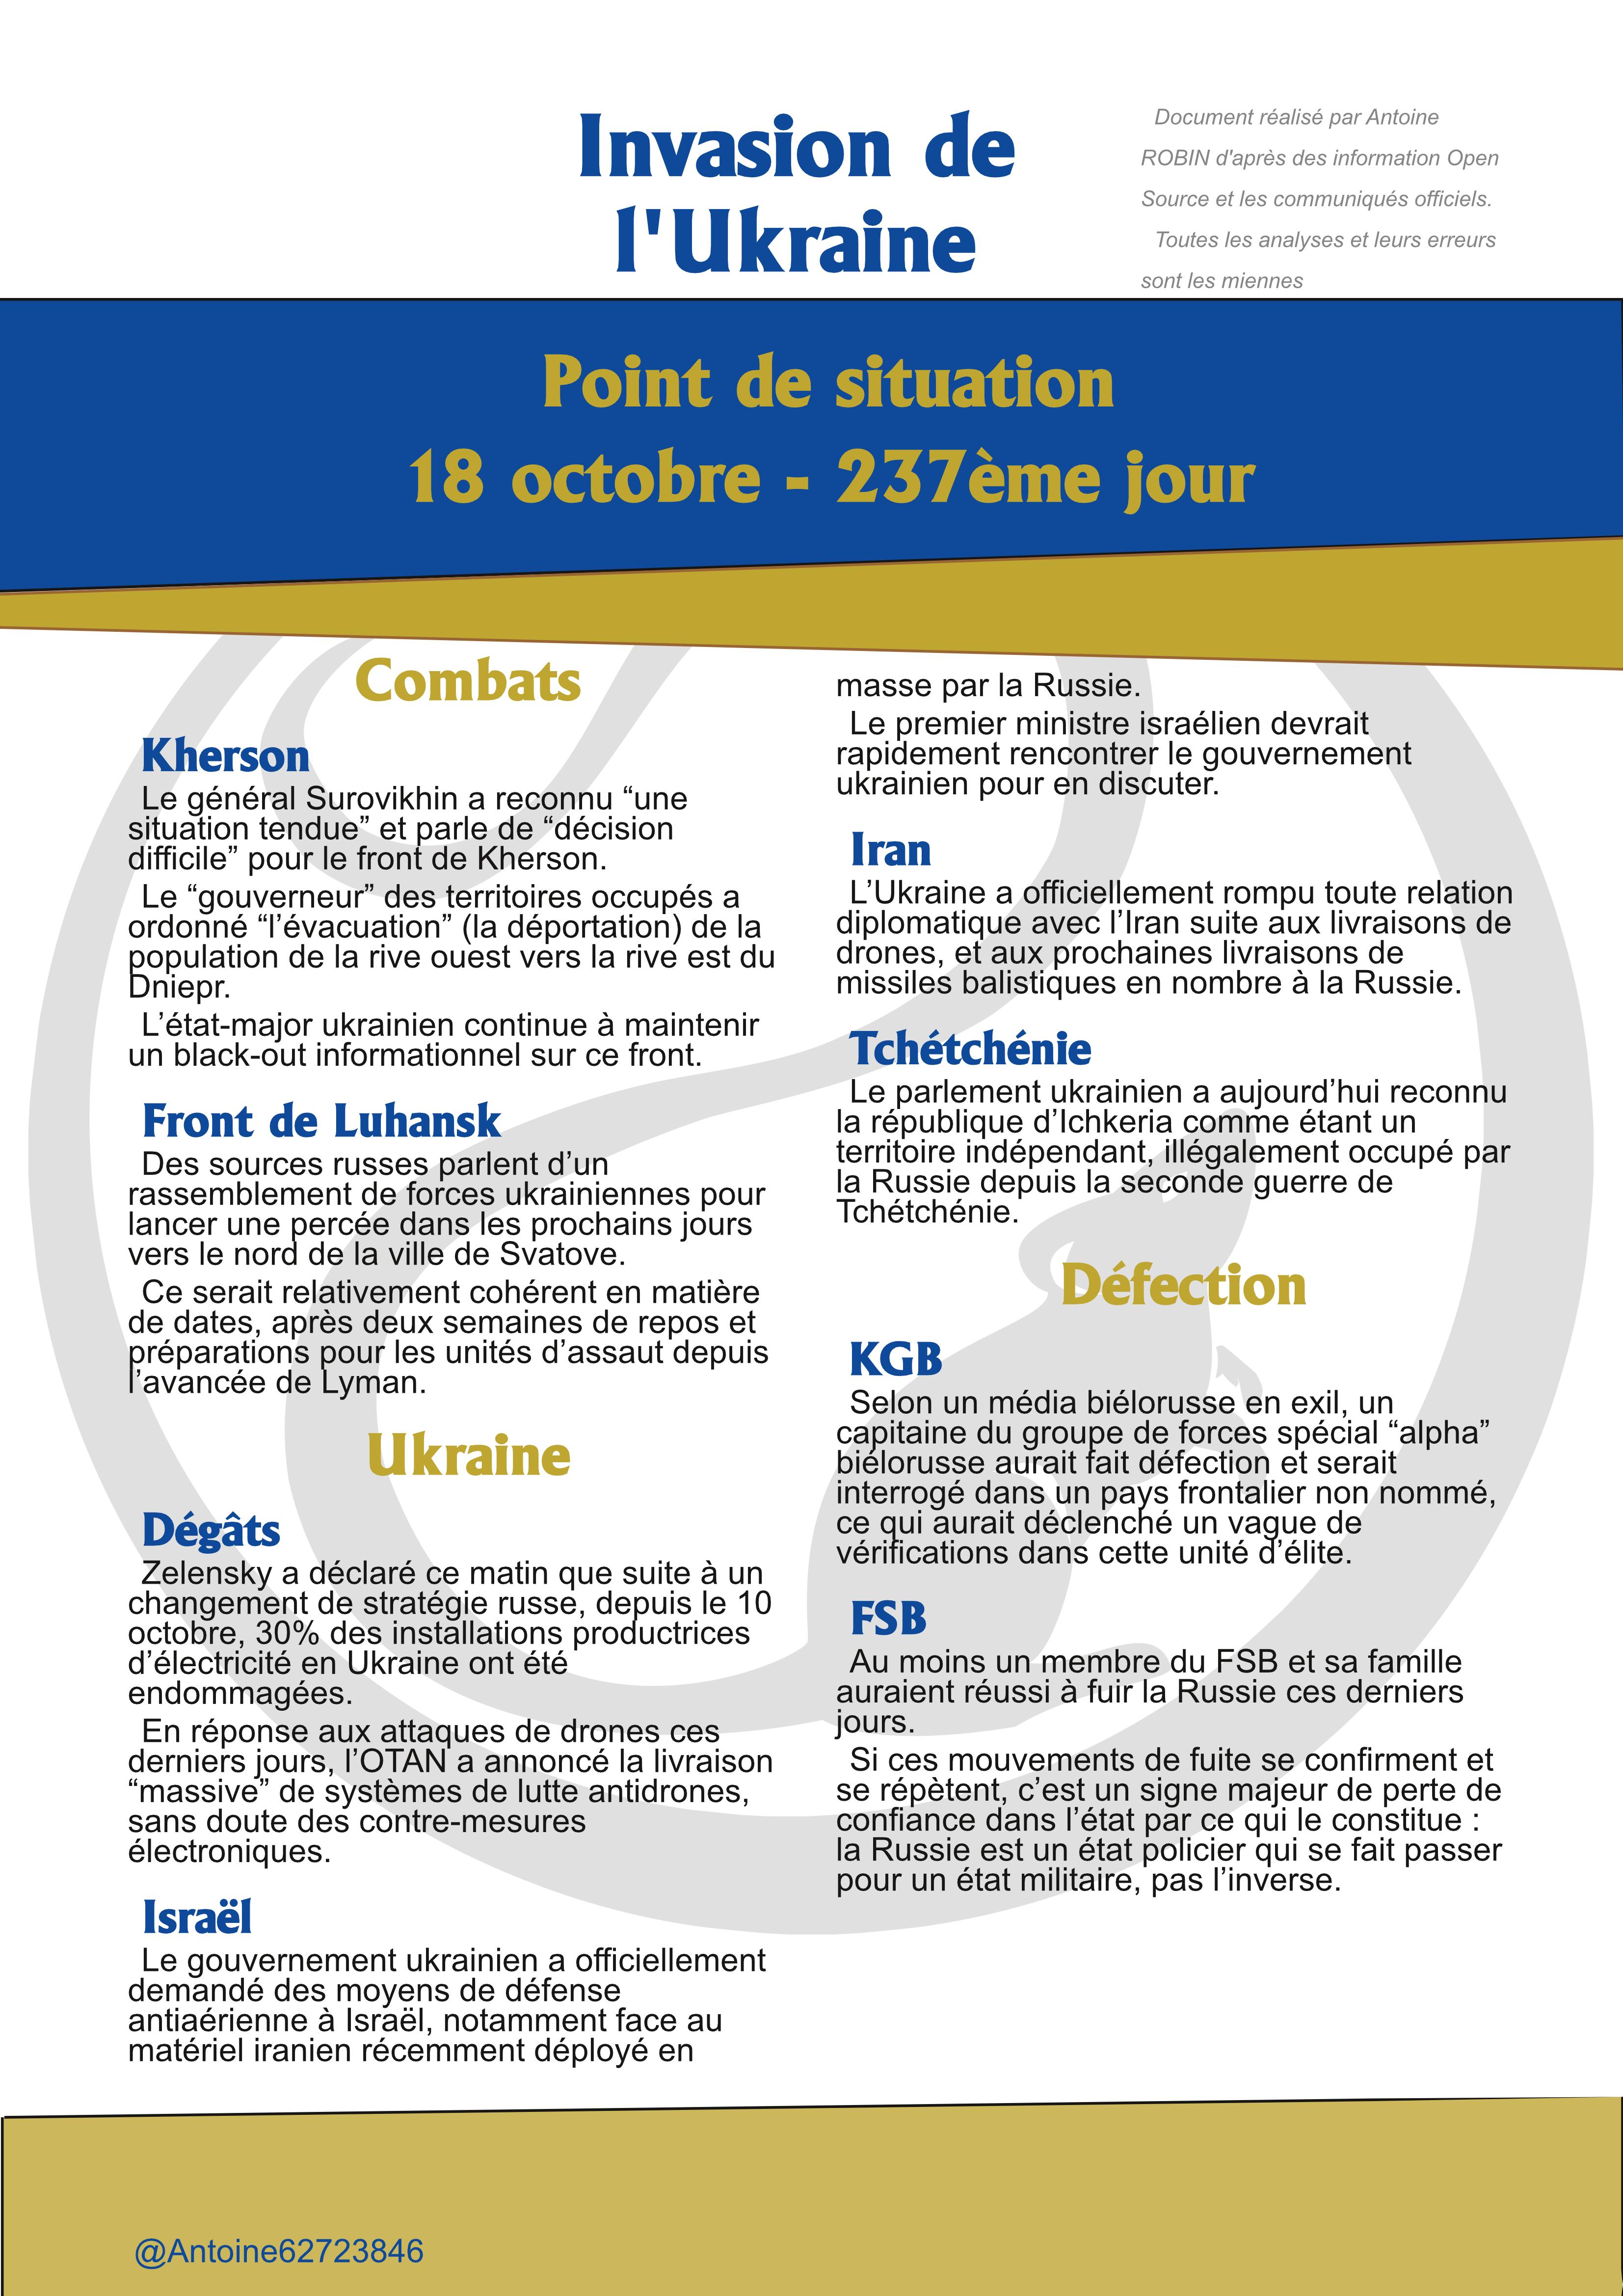 Invasion de
l'Ukraine
Document réalisé par Antoine
ROBIN d'après des information Open
Source et les communiqués officiels.
Toutes les analyses et leurs erreurs
sont les miennes
Point de situation
18 octobre - 237ème jour
Combats
Kherson
Le général Surovikhin a reconnu “une
situation tendue” et parle de “décision
difficile” pour le front de Kherson.
Le “gouverneur” des territoires occupés a
ordonné “l’évacuation” (la déportation) de la
population de la rive ouest vers la rive est du
Dniepr.
L’état-major ukrainien continue à maintenir
un black-out informationnel sur ce front.
Front de Luhansk
Des sources russes parlent d’un
rassemblement de forces ukrainiennes pour
lancer une percée dans les prochains jours
vers le nord de la ville de Svatove.
Ce serait relativement cohérent en matière
de dates, après deux semaines de repos et
préparations pour les unités d’assaut depuis
l’avancée de Lyman.
Ukraine
Dégâts
Zelensky a déclaré ce matin que suite à un
changement de stratégie russe, depuis le 10
octobre, 30% des installations productrices
d’électricité en Ukraine ont été
endommagées.
En réponse aux attaques de drones ces
derniers jours, l’OTAN a annoncé la livraison
“massive” de systèmes de lutte antidrones,
sans doute des contre-mesures
électroniques.
Israël
Le gouvernement ukrainien a officiellement
demandé des moyens de défense
antiaérienne à Israël, notamment face au
matériel iranien récemment déployé en
masse par la Russie.
Le premier ministre israélien devrait
rapidement rencontrer le gouvernement
ukrainien pour en discuter.
Iran
L’Ukraine a officiellement rompu toute relation
diplomatique avec l’Iran suite aux livraisons de
drones, et aux prochaines livraisons de
missiles balistiques en nombre à la Russie.
Tchétchénie
Le parlement ukrainien a aujourd’hui reconnu
la république d’Ichkeria comme étant un
territoire indépendant, illégalement occupé par
la Russie depuis la seconde guerre de
Tchétchénie.
Défection
KGB
Selon un média biélorusse en exil, un
capitaine du groupe de forces spécial “alpha”
biélorusse aurait fait défection et serait
interrogé dans un pays frontalier non nommé,
ce qui aurait déclenché un vague de
vérifications dans cette unité d’élite.
FSB
Au moins un membre du FSB et sa famille
auraient réussi à fuir la Russie ces derniers
jours.
Si ces mouvements de fuite se confirment et
se répètent, c’est un signe majeur de perte de
confiance dans l’état par ce qui le constitue :
la Russie est un état policier qui se fait passer
pour un état militaire, pas l’inverse.
@Antoine62723846